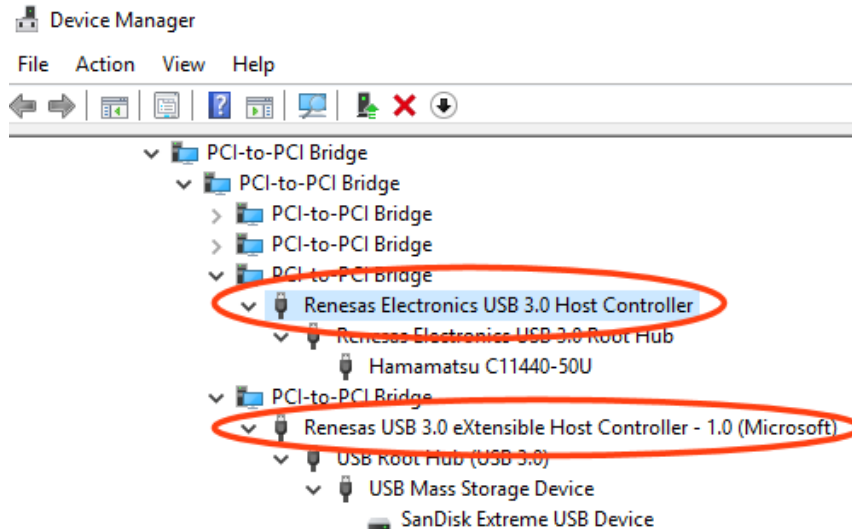 Device Manager
File Action View Help
PCI-to-PCI Bridge
PCI-to-PCI Bridge
PCI-to-PCI Bridge
PCI-to-PCI Bridge
PCI-to-PCI Bridge
Renesas Electronics USB 3.0 Host Controller
Renesas Electronics USB 3.0 Root Hub
Hamamatsu C11440-50U
PCI-to-PCI Bridge
Renesas USB 3.0 eXtensible Host Controller - 1.0 (Microsoft)
USB Root Hub (USB 3.0)
USB Mass Storage Device
SanDisk Extreme USB Device